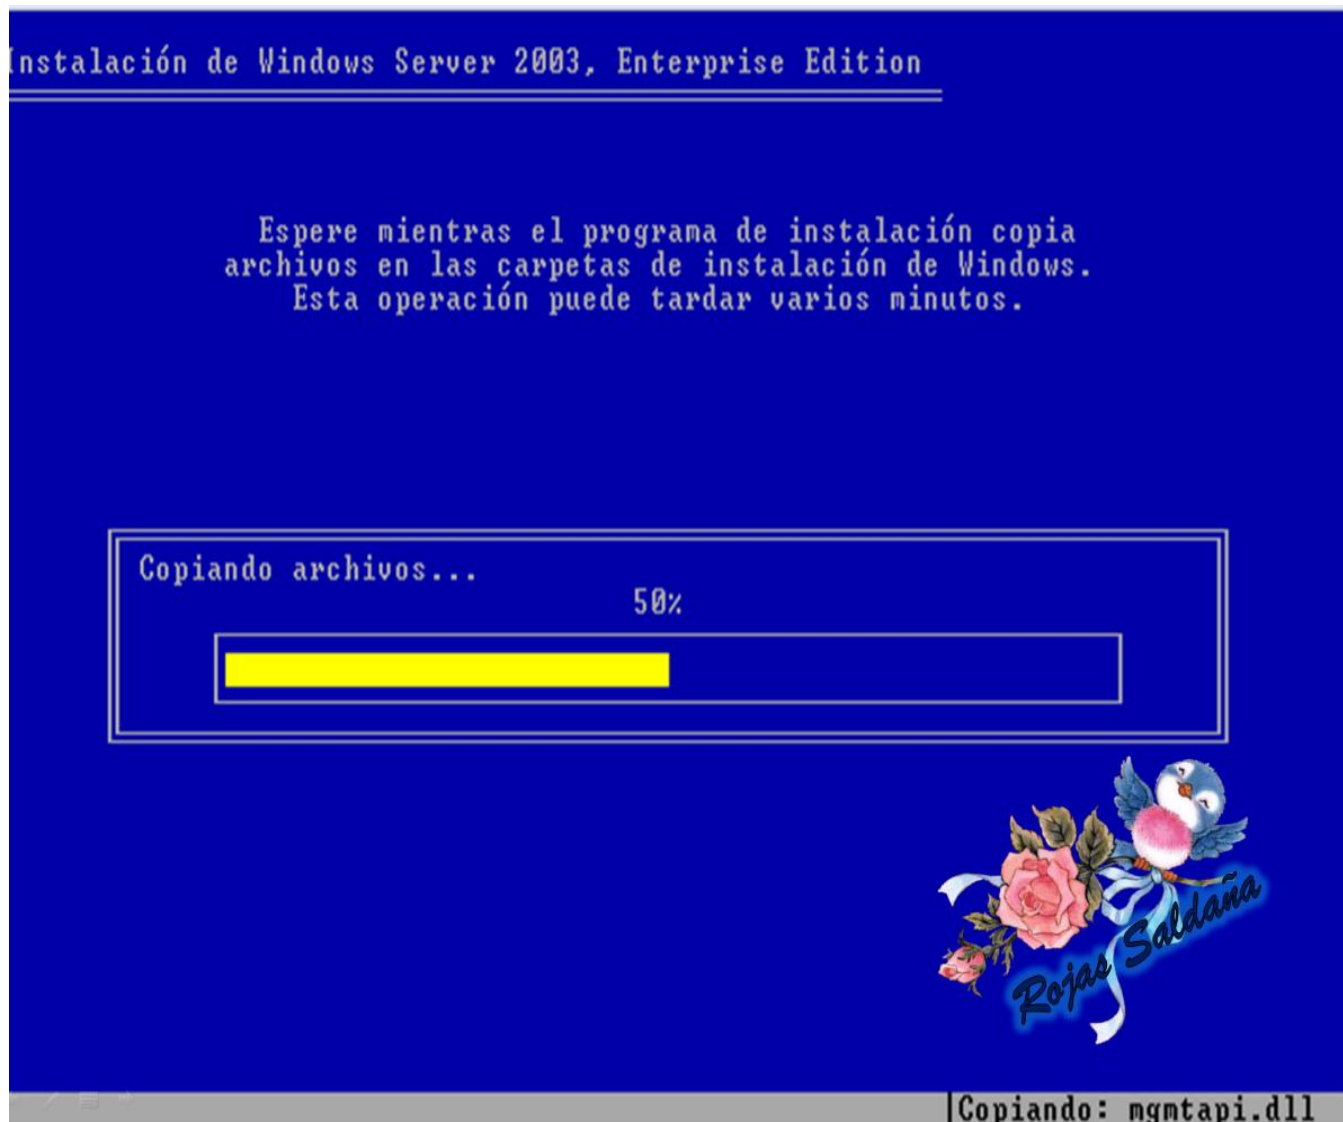 Instalación de Windows Server 2003, Enterprise Edition
Espere mientras el programa de instalación copia
archivos en las carpetas de instalación de Windows.
Esta operación puede tardar varios minutos.
Copiando archivos...
50%
Rojas Saldaña
Copiando: mgmtapi.dll